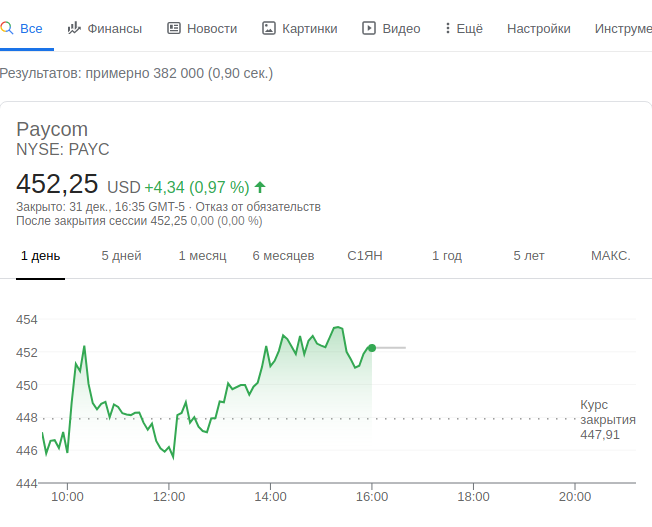 Все Финансы Новости Картинки Видео Ещё Настройки Инструме
Результатов: примерно 382 000 (0,90 сек.)
Paycom
NYSE: PAYC
452,25 USD +4,34 (0,97 %)
Закрыто: 31 дек., 16:35 GMT-5 · Отказ от обязательств
После закрытия сессии 452,25 0,00 (0,00 %)
1 день 5 дней 1 месяц 6 месяцев С1ЯН 1 год 5 лет МАКС.
454
452
450
Курс
448 закрытия
447,91
446
444
10:00 12:00 14:00 16:00 18:00 20:00